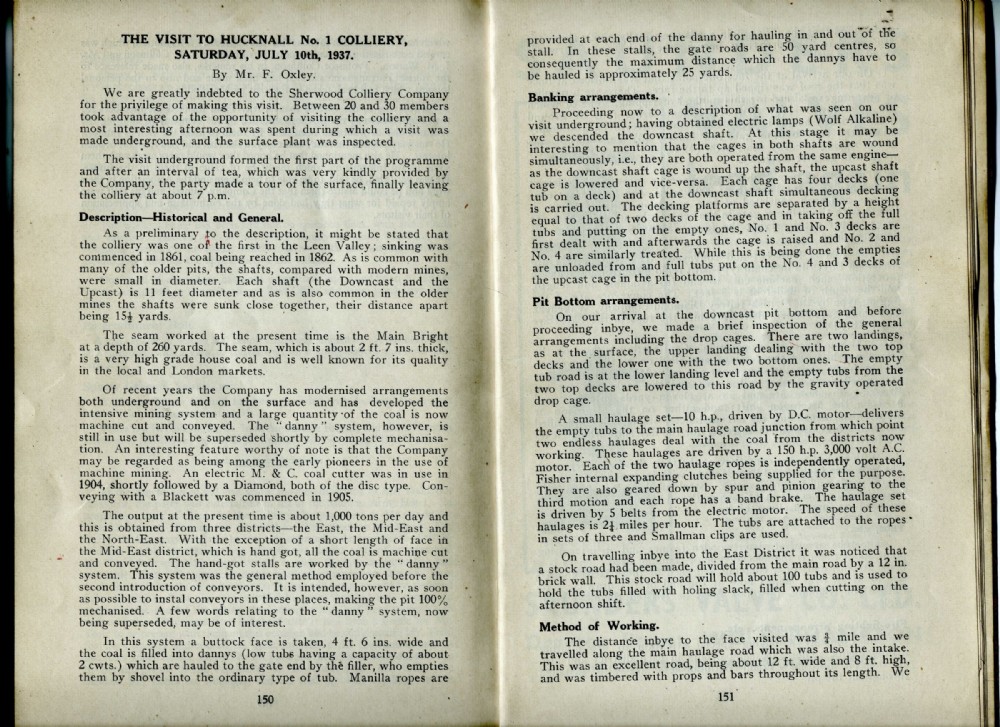 THE VISIT TO HUCKNALL No. 1 COLLIERY,
SATURDAY, JULY 10th, 1937.
By Mr. F. Oxley.
We are greatly indebted to the Sherwood Colliery Company
for the privilege of making this visit. Between 20 and 30 members
took advantage of the opportunity of visiting the colliery and a
most interesting afternoon was spent during which a visit was
made underground, and the surface plant was inspected.
The visit underground formed the first part of the programme
and after an interval of tea, which was very kindly provided by
the Company, the party made a tour of the surface, finally leaving
the colliery at about 7 p.m.
Description—Historical and General.
As a preliminary to the description, it might be stated that
the colliery was one of the first in the Leen Valley; sinking was
commenced in 1861, coal being reached in 1862. As is common with
many of the older pits, the shafts, compared with modern mines,
were small in diameter. Each shaft (the Downcast and the
Upcast) is 11 feet diameter and as is also common in the older
mines the shafts were sunk close together, their distance apart
being 15½ yards.
The seam worked at the present time is the Main Bright
at a depth of 260 yards. The seam, which is about 2 ft. 7 ins. thick,
is a very high grade house coal and is well known for its quality
in the local and London markets.
Of recent years the Company has modernised arrangements
both underground and on the surface and has developed the
intensive mining system and a large quantity of the coal is now
machine cut and conveyed. The "danny" system, however, is
still in use but will be superseded shortly by complete mechanisa-
tion. An interesting feature worthy of note is that the Company
may be regarded as being among the early pioneers in the use of
machine mining. An electric M. & C. coal cutter was in use in
1904, shortly followed by a Diamond, both of the disc type. Con-
veying with a Blackett was commenced in 1905.
The output at the present time is about 1,000 tons per day and
this is obtained from three districts—the East, the Mid-East and
the North-East. With the exception of a short length of face in
the Mid-East district, which is hand got, all the coal is machine cut
and conveyed. The hand-got stalls are worked by the "danny"
system. This system was the general method employed before the
second introduction of conveyors. It is intended, however, as soon
as possible to instal conveyors in these places, making the pit 100%
mechanised. A few words relating to the "danny" system, now
being superseded, may be of interest.
In this system a buttock face is taken, 4 ft. 6 ins. wide and
the coal is filled into dannys (low tubs having a capacity of about
2 cwts.) which are hauled to the gate end by the filler, who empties
them by shovel into the ordinary type of tub. Manilla ropes are
150
provided at each end of the danny for hauling in and out of the
stall. In these stalls, the gate roads are 50 yard centres, so
consequently the maximum distance which the dannys have to
be hauled is approximately 25 yards.
Banking arrangements.
Proceeding now to a description of what was seen on our
visit underground; having obtained electric lamps (Wolf Alkaline)
we descended the downcast shaft. At this stage it may be
interesting to mention that the cages in both shafts are wound
simultaneously, i.e., they are both operated from the same engine—
as the downcast shaft cage is wound up the shaft, the upcast shaft
cage is lowered and vice-versa. Each cage has four decks (one
tub on a deck) and at the downcast shaft simultaneous decking
is carried out. The decking platforms are separated by a height
equal to that of two decks of the cage and in taking off the full
tubs and putting on the empty ones, No. 1 and No. 3 decks are
first dealt with and afterwards the cage is raised and No. 2 and
No. 4 are similarly treated. While this is being done the empties
are unloaded from and full tubs put on the No. 4 and 3 decks of
the upcast cage in the pit bottom.
Pit Bottom arrangements.
On our arrival at the downcast pit bottom and before
proceeding inbye, we made a brief inspection of the general
arrangements including the drop cages. There are two landings,
as at the surface, the upper landing dealing with the two top
decks and the lower one with the two bottom ones. The empty
tub road is at the lower landing level and the empty tubs from the
two top decks are lowered to this road by the gravity operated
drop cage.
A small haulage set—10 h.p., driven by D.C. motor—delivers
the empty tubs to the main haulage road junction from which point
two endless haulages deal with the coal from the districts now
working. These haulages are driven by a 150 h.p. 3,000 volt A.C.
motor. Each of the two haulage ropes is independently operated,
Fisher internal expanding clutches being supplied for the purpose.
They are also geared down by spur and pinion gearing to the
third motion and each rope has a band brake. The haulage set
is driven by 5 belts from the electric motor. The speed of these
haulages is 2¼ miles per hour. The tubs are attached to the ropes
in sets of three and Smallman clips are used.
On travelling inbye into the East District it was noticed that
a stock road had been made, divided from the main road by a 12 in.
brick wall. This stock road will hold about 100 tubs and is used to
hold the tubs filled with holing slack, filled when cutting on the
afternoon shift.
Method of Working.
The distance inbye to the face visited was ¾ mile and we
travelled along the main haulage road which was also the intake.
This was an excellent road, being about 12 ft. wide and 8 ft. high,
and was timbered with props and bars throughout its length. We
151